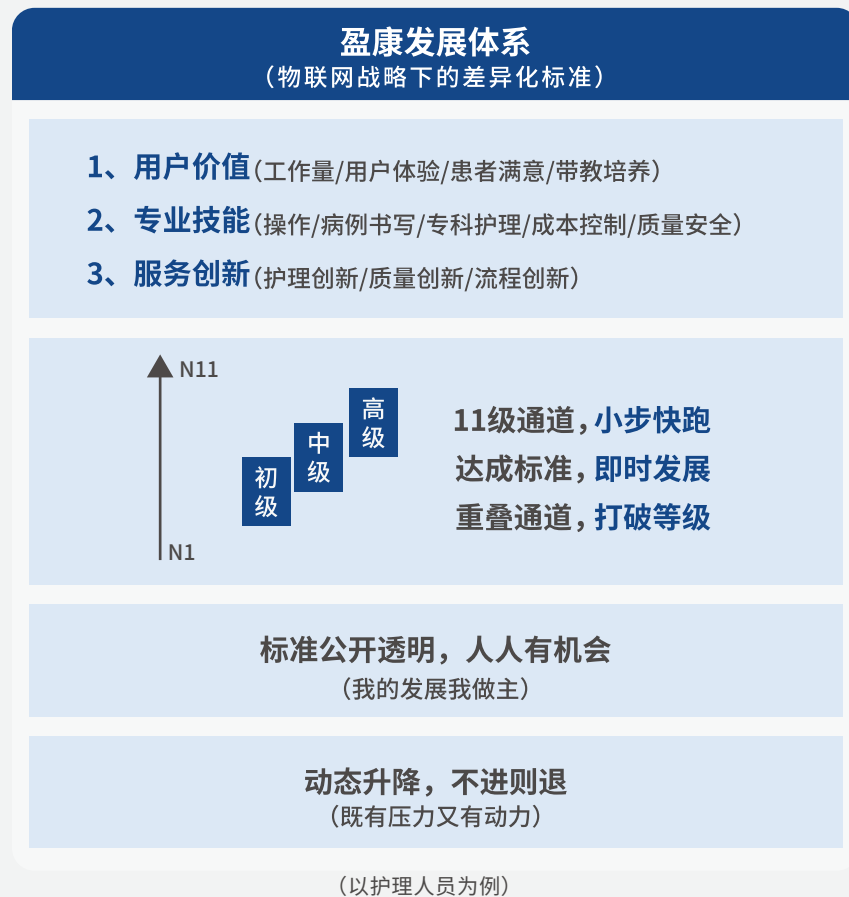 盈康发展体系
（物联网战略下的差异化标准）
1、用户价值（工作量/用户体验/患者满意/带教培养）
2、专业技能（操作/病例书写/专科护理/成本控制/质量安全）
3、服务创新（护理创新/质量创新/流程创新）
N11
高级
中级
初级
N1
11级通道，小步快跑
达成标准，即时发展
重叠通道，打破等级
标准公开透明，人人有机会
（我的发展我做主）
动态升降，不进则退
（既有压力又有动力）
（以护理人员为例）